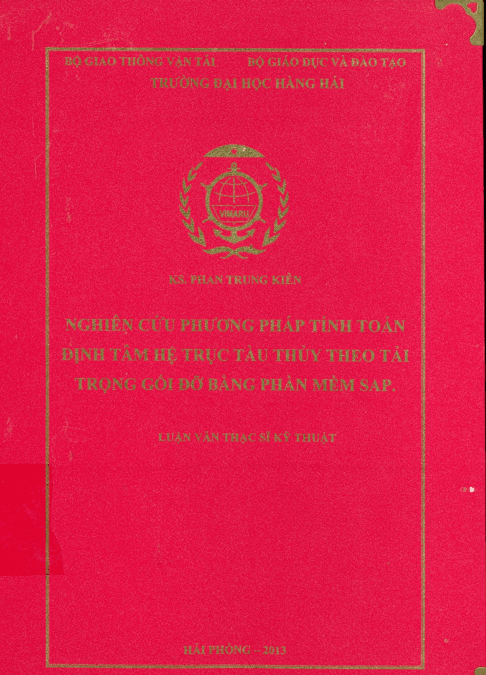 BỘ GIAO THÔNG VẬN TẢI BỘ GIÁO DỤC VÀ ĐÀO TẠO
TRƯỜNG ĐẠI HỌC HÀNG HẢI
VIMARU
KS. PHAN TRUNG KIÊN
NGHIÊN CỨU PHƯƠNG PHÁP TÍNH TOÁN
ĐỊNH TÂM HỆ TRỤC TÀU THỦY THEO TẢI
TRỌNG GỐI ĐỠ BẰNG PHẦN MỀM SAP.
LUẬN VĂN THẠC SĨ KỸ THUẬT
HẢI PHÒNG – 2013